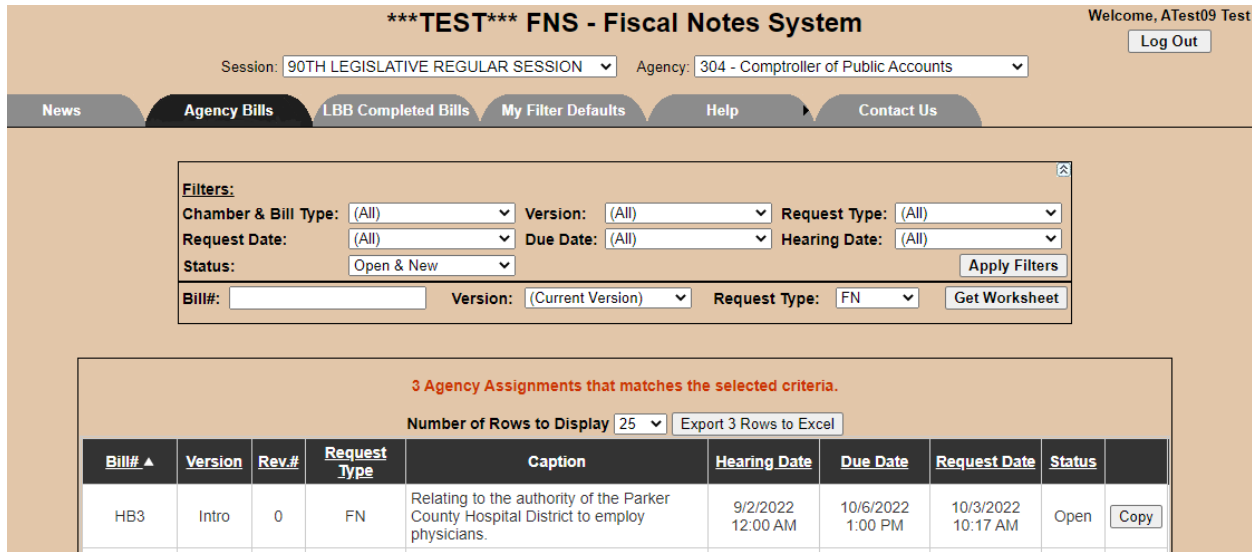 ***TEST*** FNS - Fiscal Notes System
Welcome, ATest09 Test
Log Out
Session: 90TH LEGISLATIVE REGULAR SESSION Agency: 304 - Comptroller of Public Accounts
News Agency Bills LBB Completed Bills My Filter Defaults Help Contact Us
Filters:
Chamber & Bill Type: (All) Version: (All) Request Type: (All)
Request Date: (All) Due Date: (All) Hearing Date: (All)
Status: Open & New Apply Filters
Bill#: Version: (Current Version) Request Type: FN Get Worksheet
3 Agency Assignments that matches the selected criteria.
Number of Rows to Display 25 Export 3 Rows to Excel
Bill# ▲ Version Rev.# Request Type Caption Hearing Date Due Date Request Date Status
HB3 Intro 0 FN Relating to the authority of the Parker County Hospital District to employ physicians. 9/2/2022 12:00 AM 10/6/2022 1:00 PM 10/3/2022 10:17 AM Open Copy